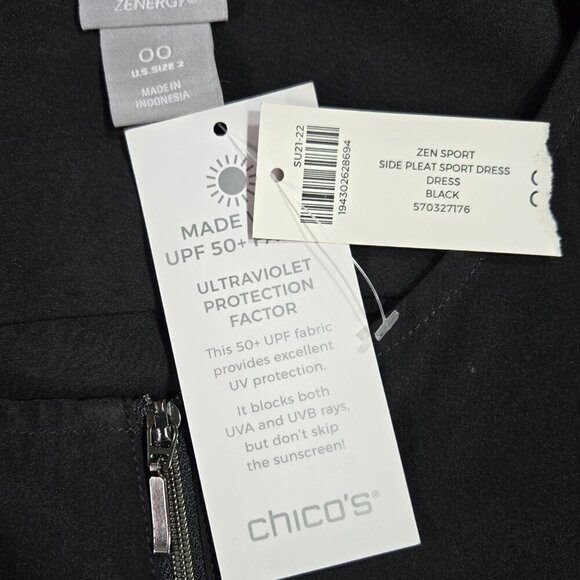 ZENERGY®
OO
U.S. SIZE 2
MADE IN
INDONESIA
SU21-22
194302628694
ZEN SPORT
SIDE PLEAT SPORT DRESS
DRESS
BLACK
570327176
MADE
UPF 50+
ULTRAVIOLET
PROTECTION
FACTOR
This 50+ UPF fabric
provides excellent
UV protection.
It blocks both
UVA and UVB rays,
but don't skip
the sunscreen!
chico's®